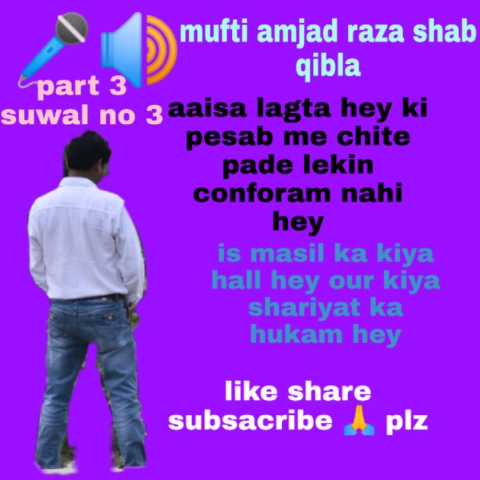 mufti amjad raza shab
qibla
part 3
suwal no 3
aaisa lagta hey ki
pesab me chite
pade lekin
conforam nahi
hey
is masil ka kiya
hall hey our kiya
shariyat ka
hukam hey
like share
subsacribe 🙏 plz